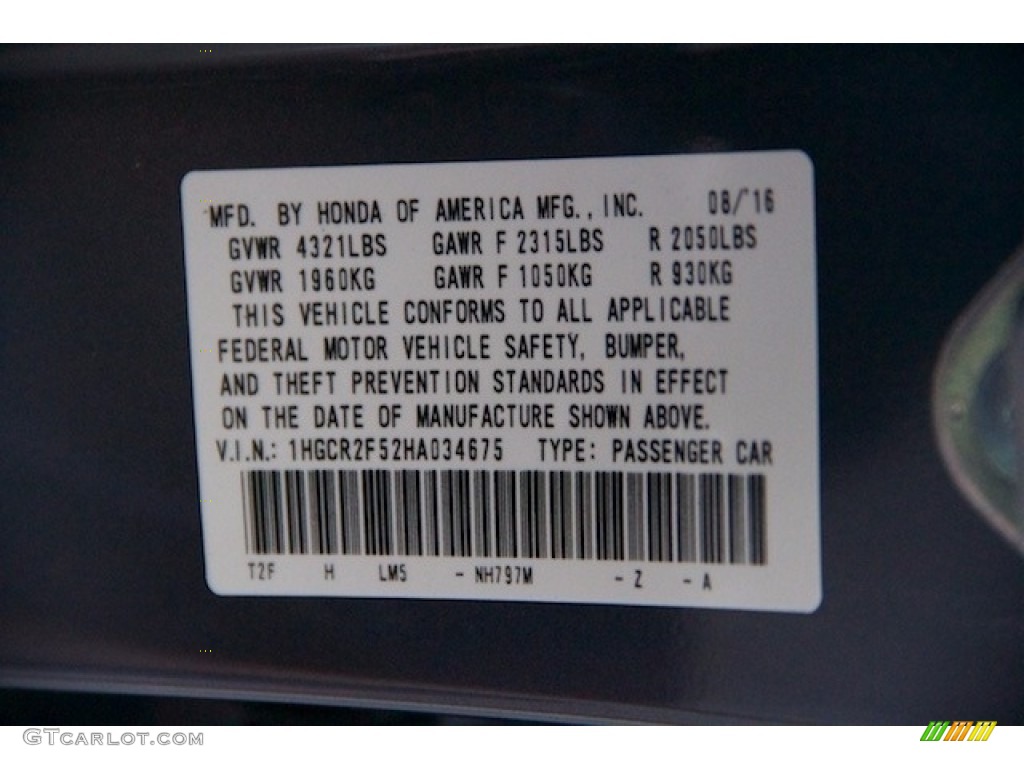 MFD. BY HONDA OF AMERICA MFG., INC. 08/16
GVWR 4321LBS GAWR F 2315LBS R 2050LBS
GVWR 1960KG GAWR F 1050KG R 930KG
THIS VEHICLE CONFORMS TO ALL APPLICABLE
FEDERAL MOTOR VEHICLE SAFETY, BUMPER,
AND THEFT PREVENTION STANDARDS IN EFFECT
ON THE DATE OF MANUFACTURE SHOWN ABOVE.
V.I.N.: 1HGCR2F52HA034675 TYPE: PASSENGER CAR
T2F H LM5 - NH797M - Z - A
GTCARLOT.COM